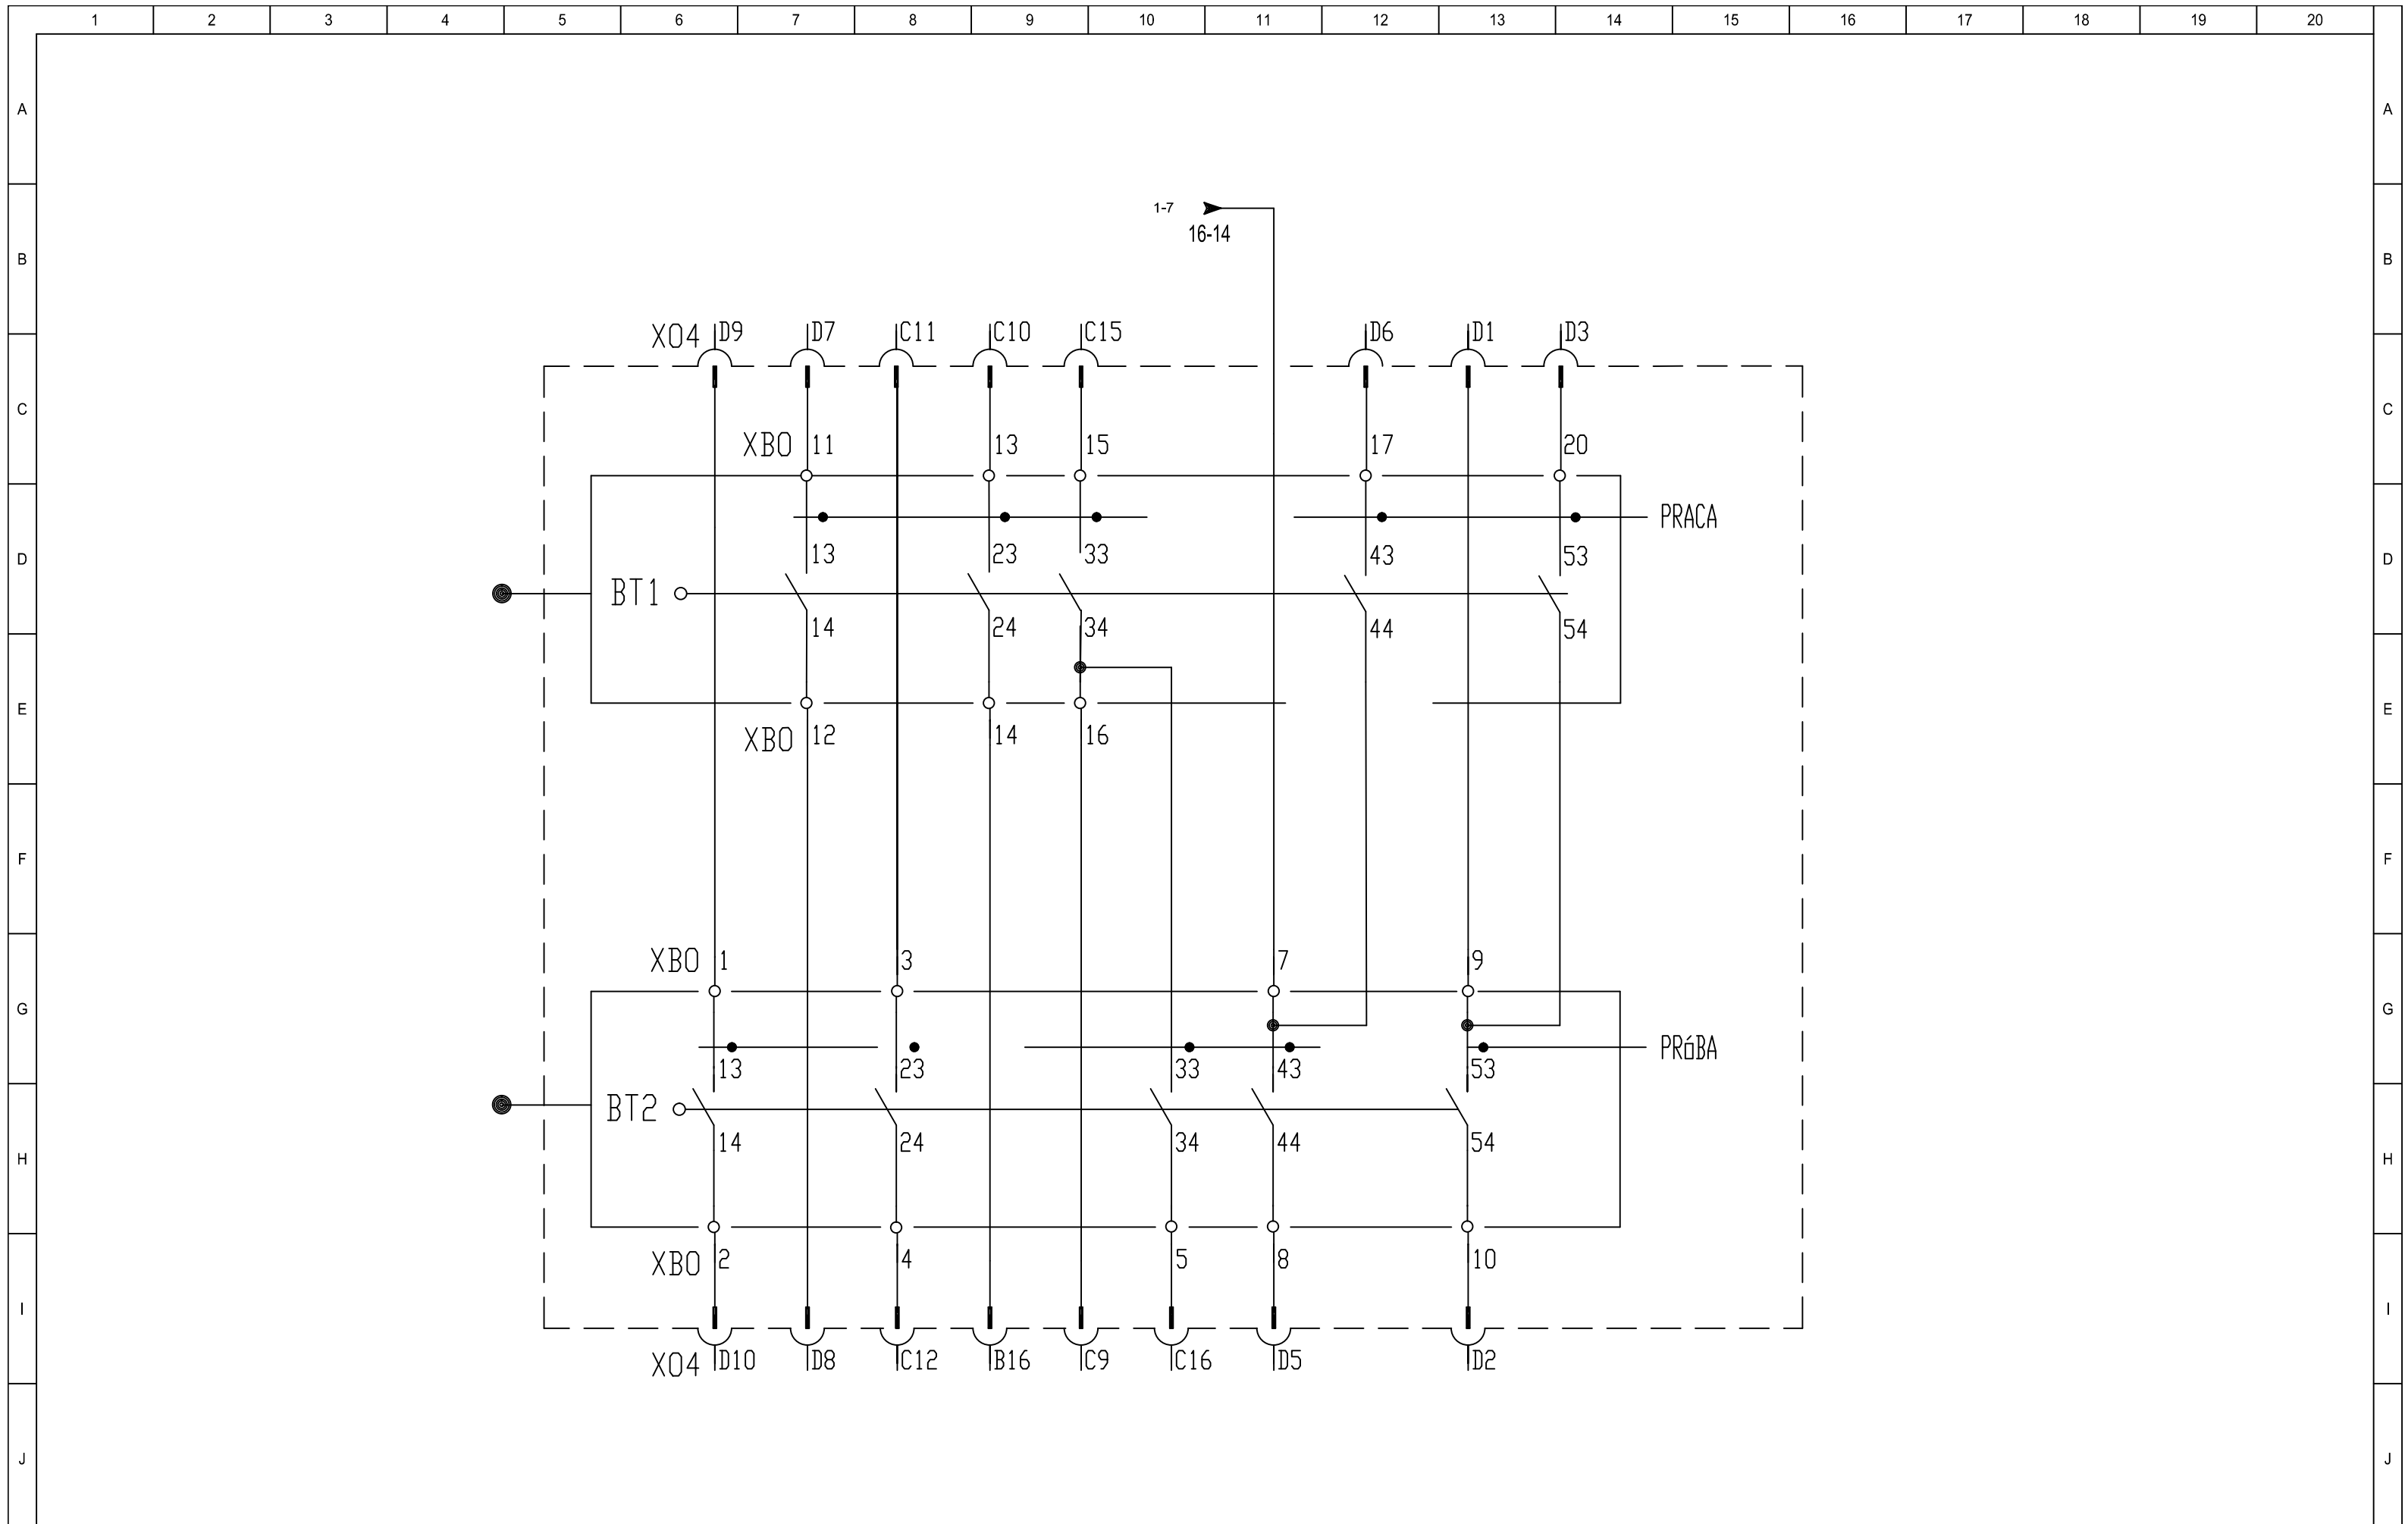 1 2 3 4 5 6 7 8 9 10 11 12 13 14 15 16 17 18 19 20
A A
1-7
16-14
B B
XO4 D9 D7 C11 C10 C15 D6 D1 D3
C C
XBO 11 13 15 17 20
PRACA
13 23 33 43 53
D D
BT1
14 24 34 44 54
E E
XBO 12 14 16
F F
XBO 1 3 7 9
G G
PRóBA
13 23 33 43 53
BT2
14 24 34 44 54
H H
XBO 2 4 5 8 10
I I
XO4 D10 D8 C12 B16 C9 C16 D5 D2
J J